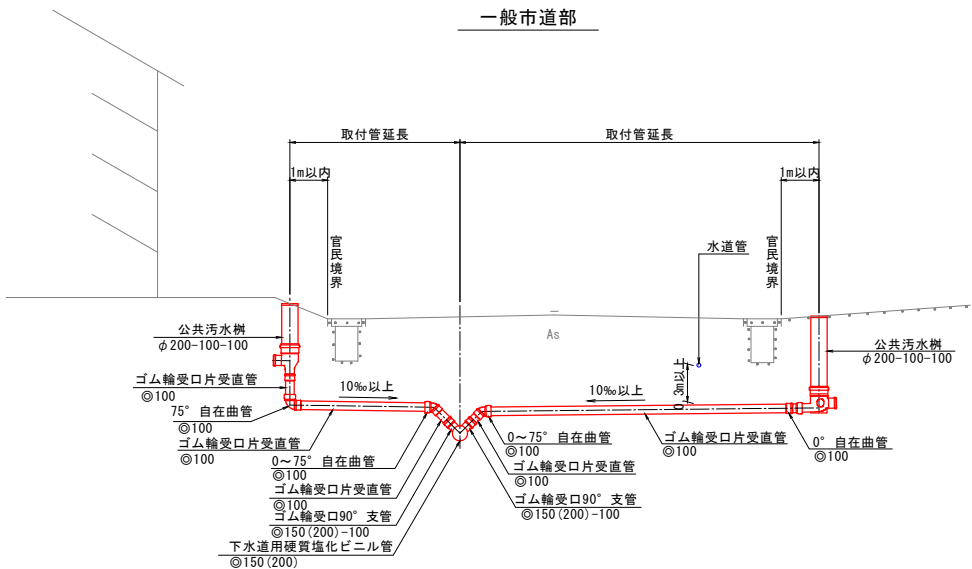 一般市道部
取付管延長
取付管延長
1m以内
1m以内
官民境界
官民境界
水道管
As
公共汚水桝
φ200-100-100
公共汚水桝
φ200-100-100
ゴム輪受口片受直管
◎100
10‰以上
10‰以上
0.3m以上
75° 自在曲管
◎100
ゴム輪受口片受直管
◎100
0～75° 自在曲管
◎100
ゴム輪受口片受直管
◎100
ゴム輪受口90° 支管
◎150(200)-100
下水道用硬質塩化ビニル管
◎150(200)
0～75° 自在曲管
◎100
ゴム輪受口片受直管
◎100
ゴム輪受口90° 支管
◎150(200)-100
ゴム輪受口片受直管
◎100
0° 自在曲管
◎100